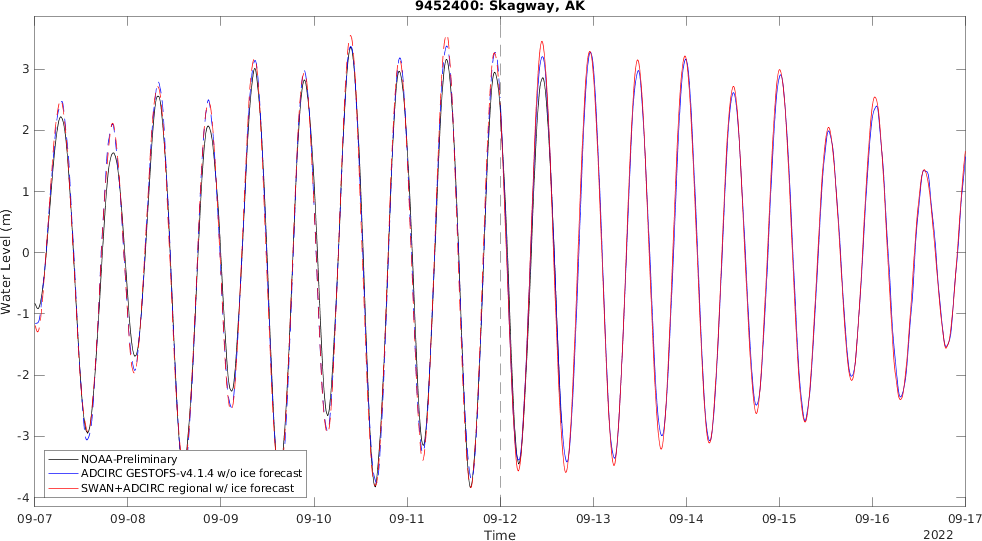 9452400: Skagway, AK
Water Level (m)
3
2
1
0
-1
-2
-3
-4
NOAA-Preliminary
ADCIRC GESTOFS-v4.1.4 w/o ice forecast
SWAN+ADCIRC regional w/ ice forecast
09-07 09-08 09-09 09-10 09-11 09-12 09-13 09-14 09-15 09-16 09-17
Time
2022